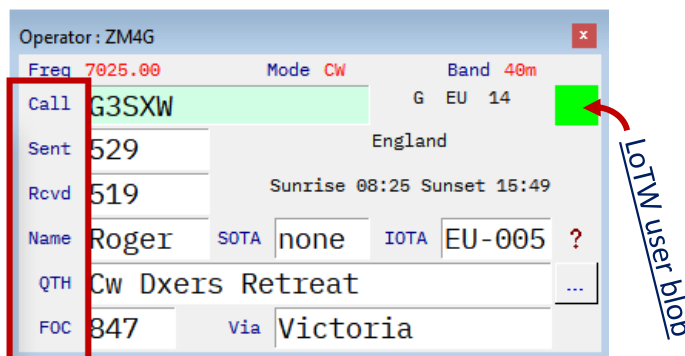 Operator : ZM4G x
Freq 7025.00 Mode CW Band 40m
Call G3SXW G EU 14
Sent 529 England
Rcvd 519 Sunrise 08:25 Sunset 15:49
Name Roger SOTA none IOTA EU-005 ?
QTH Cw Dxers Retreat ...
FOC 847 Via Victoria
LoTW user blob